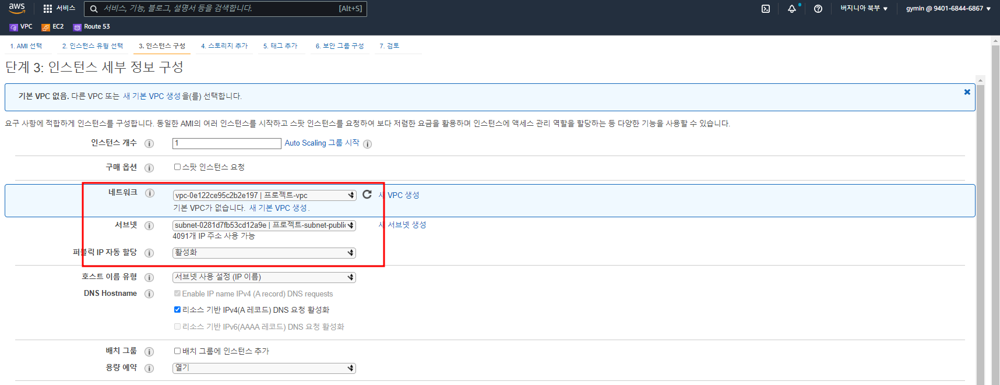 aws 서비스 서비스, 기능, 블로그, 설명서 등을 검색합니다. [Alt+S] 버지니아 북부 ▼ gymin @ 9401-6844-6867 ▼
VPC EC2 Route 53
1. AMI 선택 2. 인스턴스 유형 선택 3. 인스턴스 구성 4. 스토리지 추가 5. 태그 추가 6. 보안 그룹 구성 7. 검토
단계 3: 인스턴스 세부 정보 구성
기본 VPC 없음. 다른 VPC 또는 새 기본 VPC 생성을(를) 선택합니다.
요구 사항에 적합하게 인스턴스를 구성합니다. 동일한 AMI의 여러 인스턴스를 시작하고 스팟 인스턴스를 요청하여 보다 저렴한 요금을 활용하며 인스턴스에 액세스 관리 역할을 할당하는 등 다양한 기능을 사용할 수 있습니다.
인스턴스 개수 1 Auto Scaling 그룹 시작
구매 옵션 스팟 인스턴스 요청
네트워크 vpc-0e122ce95c2b2e197 | 프로젝트-vpc VPC 생성
기본 VPC가 없습니다. 새 기본 VPC 생성.
서브넷 subnet-0281d7fb53cd12a9e | 프로젝트-subnet-public 서브넷 생성
4091개 IP 주소 사용 가능
퍼블릭 IP 자동 할당 활성화
호스트 이름 유형 서브넷 사용 설정 (IP 이름)
DNS Hostname Enable IP name IPv4 (A record) DNS requests
리소스 기반 IPv4(A 레코드) DNS 요청 활성화
리소스 기반 IPv6(AAAA 레코드) DNS 요청 활성화
배치 그룹 배치 그룹에 인스턴스 추가
용량 예약 열기